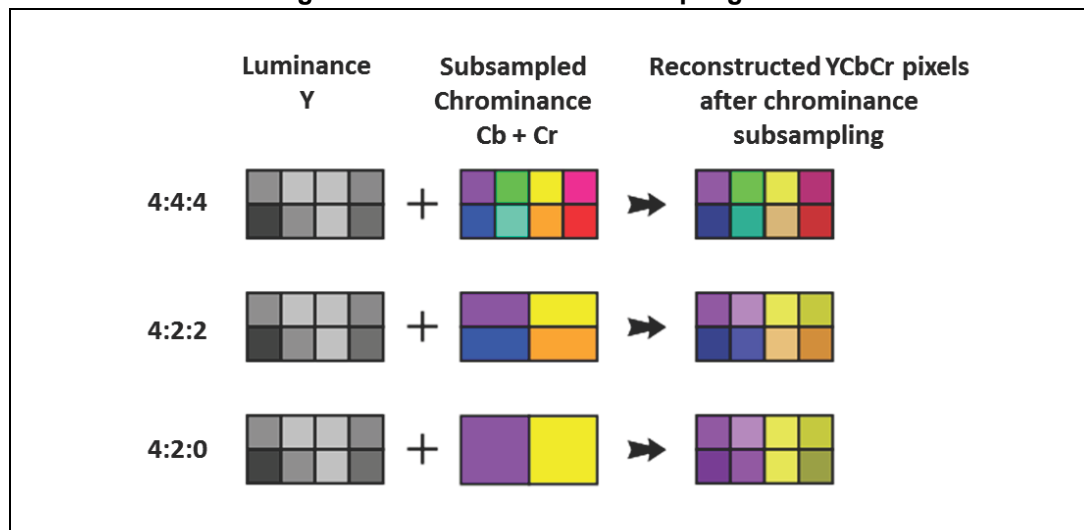 Luminance
Y
Subsampled
Chrominance
Cb + Cr
Reconstructed YCbCr pixels
after chrominance
subsampling
4:4:4
+
4:2:2
+
4:2:0
+